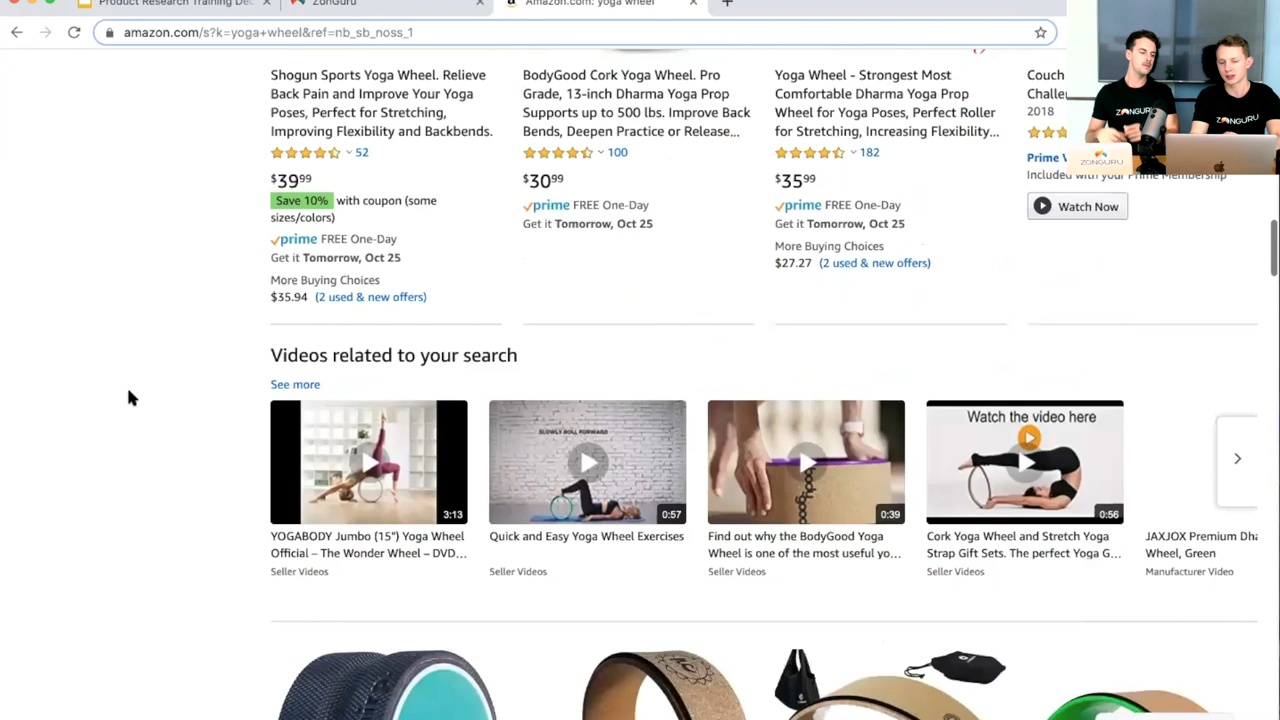 Product Research Training Dec
ZonGuru
Amazon.com: yoga wheel
amazon.com/s?k=yoga+wheel&ref=nb_sb_noss_1
Shogun Sports Yoga Wheel. Relieve
Back Pain and Improve Your Yoga
Poses, Perfect for Stretching,
Improving Flexibility and Backbends.
52
$39.99
Save 10% with coupon (some
sizes/colors)
prime FREE One-Day
Get it Tomorrow, Oct 25
More Buying Choices
$35.94 (2 used & new offers)
BodyGood Cork Yoga Wheel. Pro
Grade, 13-inch Dharma Yoga Prop
Supports up to 500 lbs. Improve Back
Bends, Deepen Practice or Release...
100
$30.99
prime FREE One-Day
Get it Tomorrow, Oct 25
Yoga Wheel - Strongest Most
Comfortable Dharma Yoga Prop
Wheel for Yoga Poses, Perfect Roller
for Stretching, Increasing Flexibility...
182
$35.99
prime FREE One-Day
Get it Tomorrow, Oct 25
More Buying Choices
$27.27 (2 used & new offers)
Couch
Challe
2018
Prime V
Included with your Prime Membership
Watch Now
ZONGURU
ZONGURU
ZONGURU
Videos related to your search
See more
3:13
YOGABODY Jumbo (15") Yoga Wheel
Official – The Wonder Wheel – DVD...
Seller Videos
SLOWLY ROLL FORWARD
0:57
Quick and Easy Yoga Wheel Exercises
Seller Videos
0:39
Find out why the BodyGood Yoga
Wheel is one of the most useful yo...
Seller Videos
Watch the video here
0:56
Cork Yoga Wheel and Stretch Yoga
Strap Gift Sets. The perfect Yoga G...
Seller Videos
JAXJOX Premium Dha
Wheel, Green
Manufacturer Video